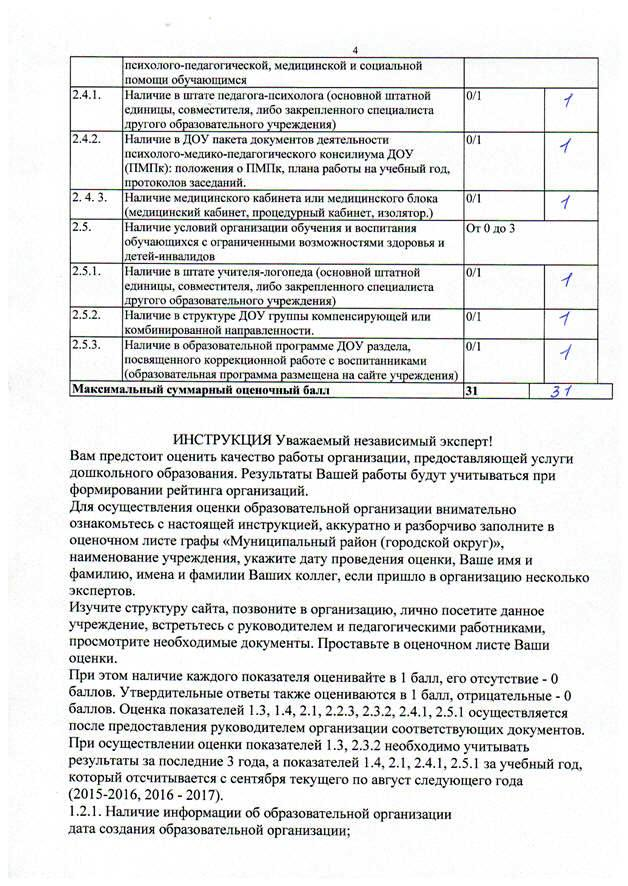 4
психолого-педагогической, медицинской и социальной
помощи обучающимся
2.4.1. Наличие в штате педагога-психолога (основной штатной 0/1 1
единицы, совместителя, либо закрепленного специалиста
другого образовательного учреждения)
2.4.2. Наличие в ДОУ пакета документов деятельности 0/1 1
психолого-медико-педагогического консилиума ДОУ
(ПМПк): положения о ПМПк, плана работы на учебный год,
протоколов заседаний.
2. 4. 3. Наличие медицинского кабинета или медицинского блока 0/1 1
(медицинский кабинет, процедурный кабинет, изолятор.)
2.5. Наличие условий организации обучения и воспитания От 0 до 3
обучающихся с ограниченными возможностями здоровья и
детей-инвалидов
2.5.1. Наличие в штате учителя-логопеда (основной штатной 0/1 1
единицы, совместителя, либо закрепленного специалиста
другого образовательного учреждения)
2.5.2. Наличие в структуре ДОУ группы компенсирующей или 0/1 1
комбинированной направленности.
2.5.3. Наличие в образовательной программе ДОУ раздела, 0/1 1
посвященного коррекционной работе с воспитанниками
(образовательная программа размещена на сайте учреждения)
Максимальный суммарный оценочный балл 31 31
ИНСТРУКЦИЯ Уважаемый независимый эксперт!
Вам предстоит оценить качество работы организации, предоставляющей услуги
дошкольного образования. Результаты Вашей работы будут учитываться при
формировании рейтинга организаций.
Для осуществления оценки образовательной организации внимательно
ознакомьтесь с настоящей инструкцией, аккуратно и разборчиво заполните в
оценочном листе графы «Муниципальный район (городской округ)»,
наименование учреждения, укажите дату проведения оценки, Ваше имя и
фамилию, имена и фамилии Ваших коллег, если пришло в организацию несколько
экспертов.
Изучите структуру сайта, позвоните в организацию, лично посетите данное
учреждение, встретьтесь с руководителем и педагогическими работниками,
просмотрите необходимые документы. Проставьте в оценочном листе Ваши
оценки.
При этом наличие каждого показателя оценивайте в 1 балл, его отсутствие - 0
баллов. Утвердительные ответы также оцениваются в 1 балл, отрицательные - 0
баллов. Оценка показателей 1.3, 1.4, 2.1, 2.2.3, 2.3.2, 2.4.1, 2.5.1 осуществляется
после предоставления руководителем организации соответствующих документов.
При осуществлении оценки показателей 1.3, 2.3.2 необходимо учитывать
результаты за последние 3 года, а показателей 1.4, 2.1, 2.4.1, 2.5.1 за учебный год,
который отсчитывается с сентября текущего по август следующего года
(2015-2016, 2016 - 2017).
1.2.1. Наличие информации об образовательной организации
дата создания образовательной организации;